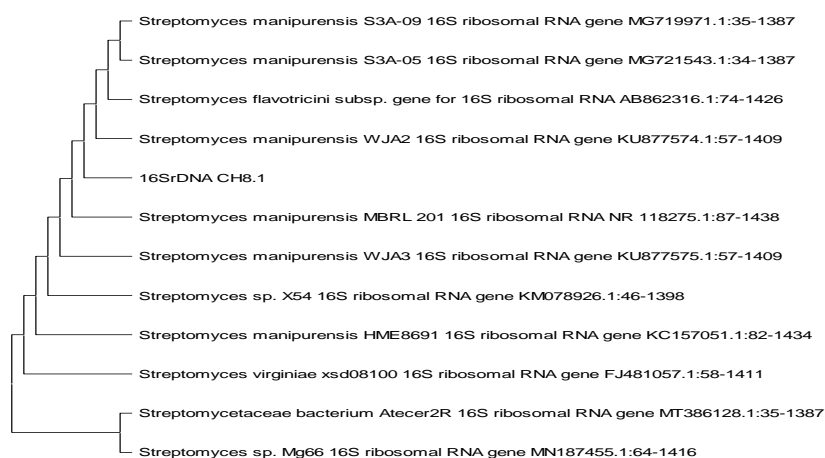 Streptomyces manipurensis S3A-09 16S ribosomal RNA gene MG719971.1:35-1387
Streptomyces manipurensis S3A-05 16S ribosomal RNA gene MG721543.1:34-1387
Streptomyces flavotricini subsp. gene for 16S ribosomal RNA AB862316.1:74-1426
Streptomyces manipurensis WJA2 16S ribosomal RNA gene KU877574.1:57-1409
16SrDNA CH8.1
Streptomyces manipurensis MBRL 201 16S ribosomal RNA NR 118275.1:87-1438
Streptomyces manipurensis WJA3 16S ribosomal RNA gene KU877575.1:57-1409
Streptomyces sp. X54 16S ribosomal RNA gene KM078926.1:46-1398
Streptomyces manipurensis HME8691 16S ribosomal RNA gene KC157051.1:82-1434
Streptomyces virginiae xsd08100 16S ribosomal RNA gene FJ481057.1:58-1411
Streptomycetaceae bacterium Atecer2R 16S ribosomal RNA gene MT386128.1:35-1387
Streptomyces sp. Mg66 16S ribosomal RNA gene MN187455.1:64-1416